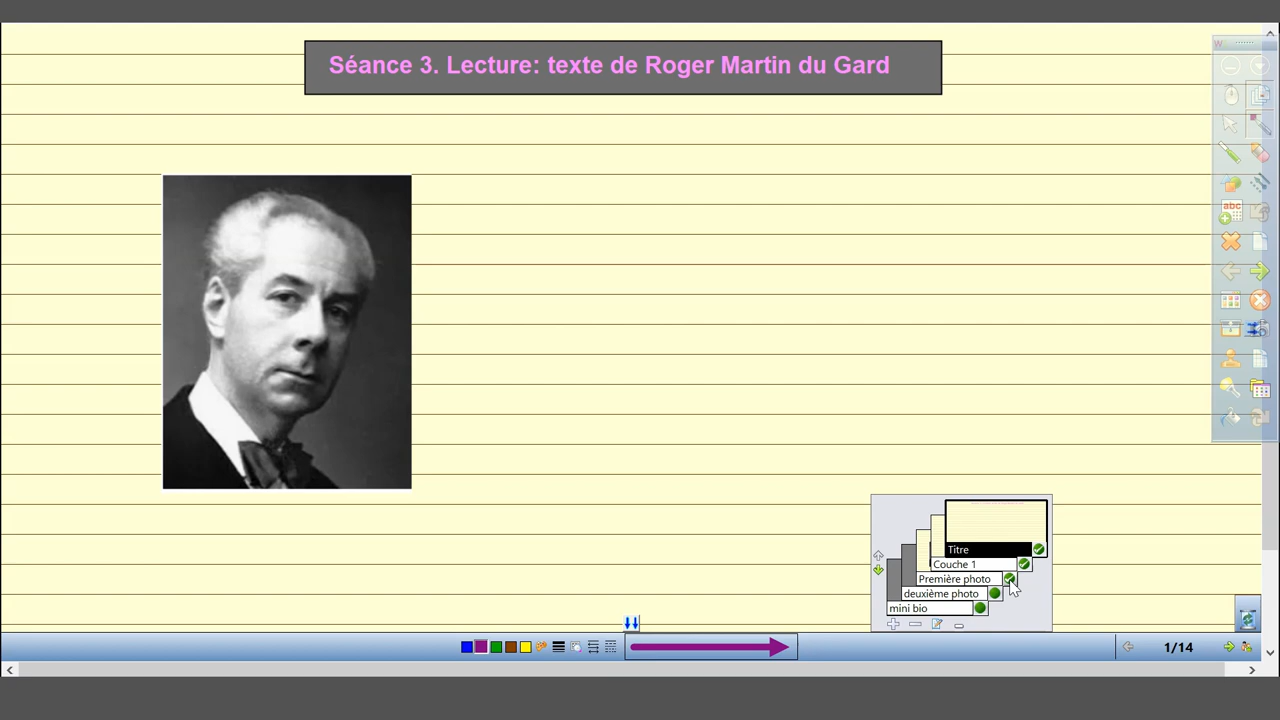 Séance 3. Lecture: texte de Roger Martin du Gard
abc
Titre
Couche 1
Première photo
deuxième photo
mini bio
1/14